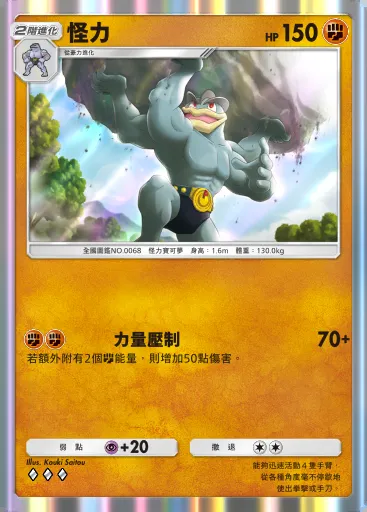 2階進化
怪力
HP 150
從豪力進化
全國圖鑑NO.0068 怪力寶可夢 身高：1.6m 體重：130.0kg
力量壓制 70+
若額外附有2個能量，則增加50點傷害。
弱點 +20 撤退
Illus. Kouki Saitou
能夠迅速活動４隻手臂，
從各種角度毫不停歇地
使出拳擊或手刀。